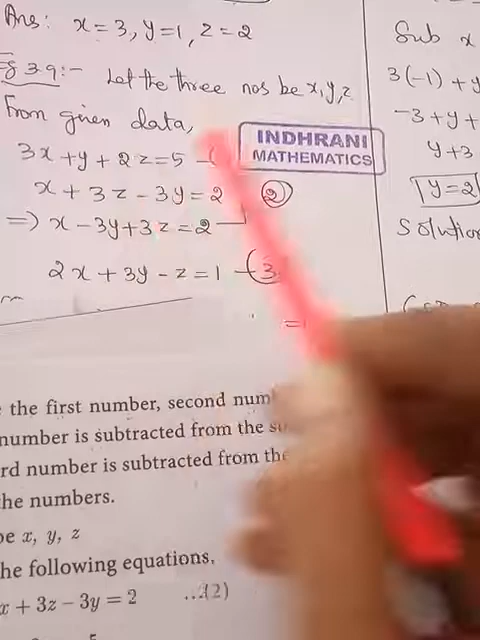 Ans: x = 3, y = 1, z = 2
Eg 3.9:- Let the three nos be x, y, z
From given data,
3x + y + 2z = 5
x + 3z - 3y = 2
=> x - 3y + 3z = 2 (2)
2x + 3y - z = 1 - (3
=
INDHRANI
MATHEMATICS
Sub x
3(-1) + y
-3 + y +
y + 3
y = 2
Solution
the first number, second num
number is subtracted from the
rd number is subtracted from the
he numbers.
be x, y, z
he following equations,
x + 3z - 3y = 2 ...(2)